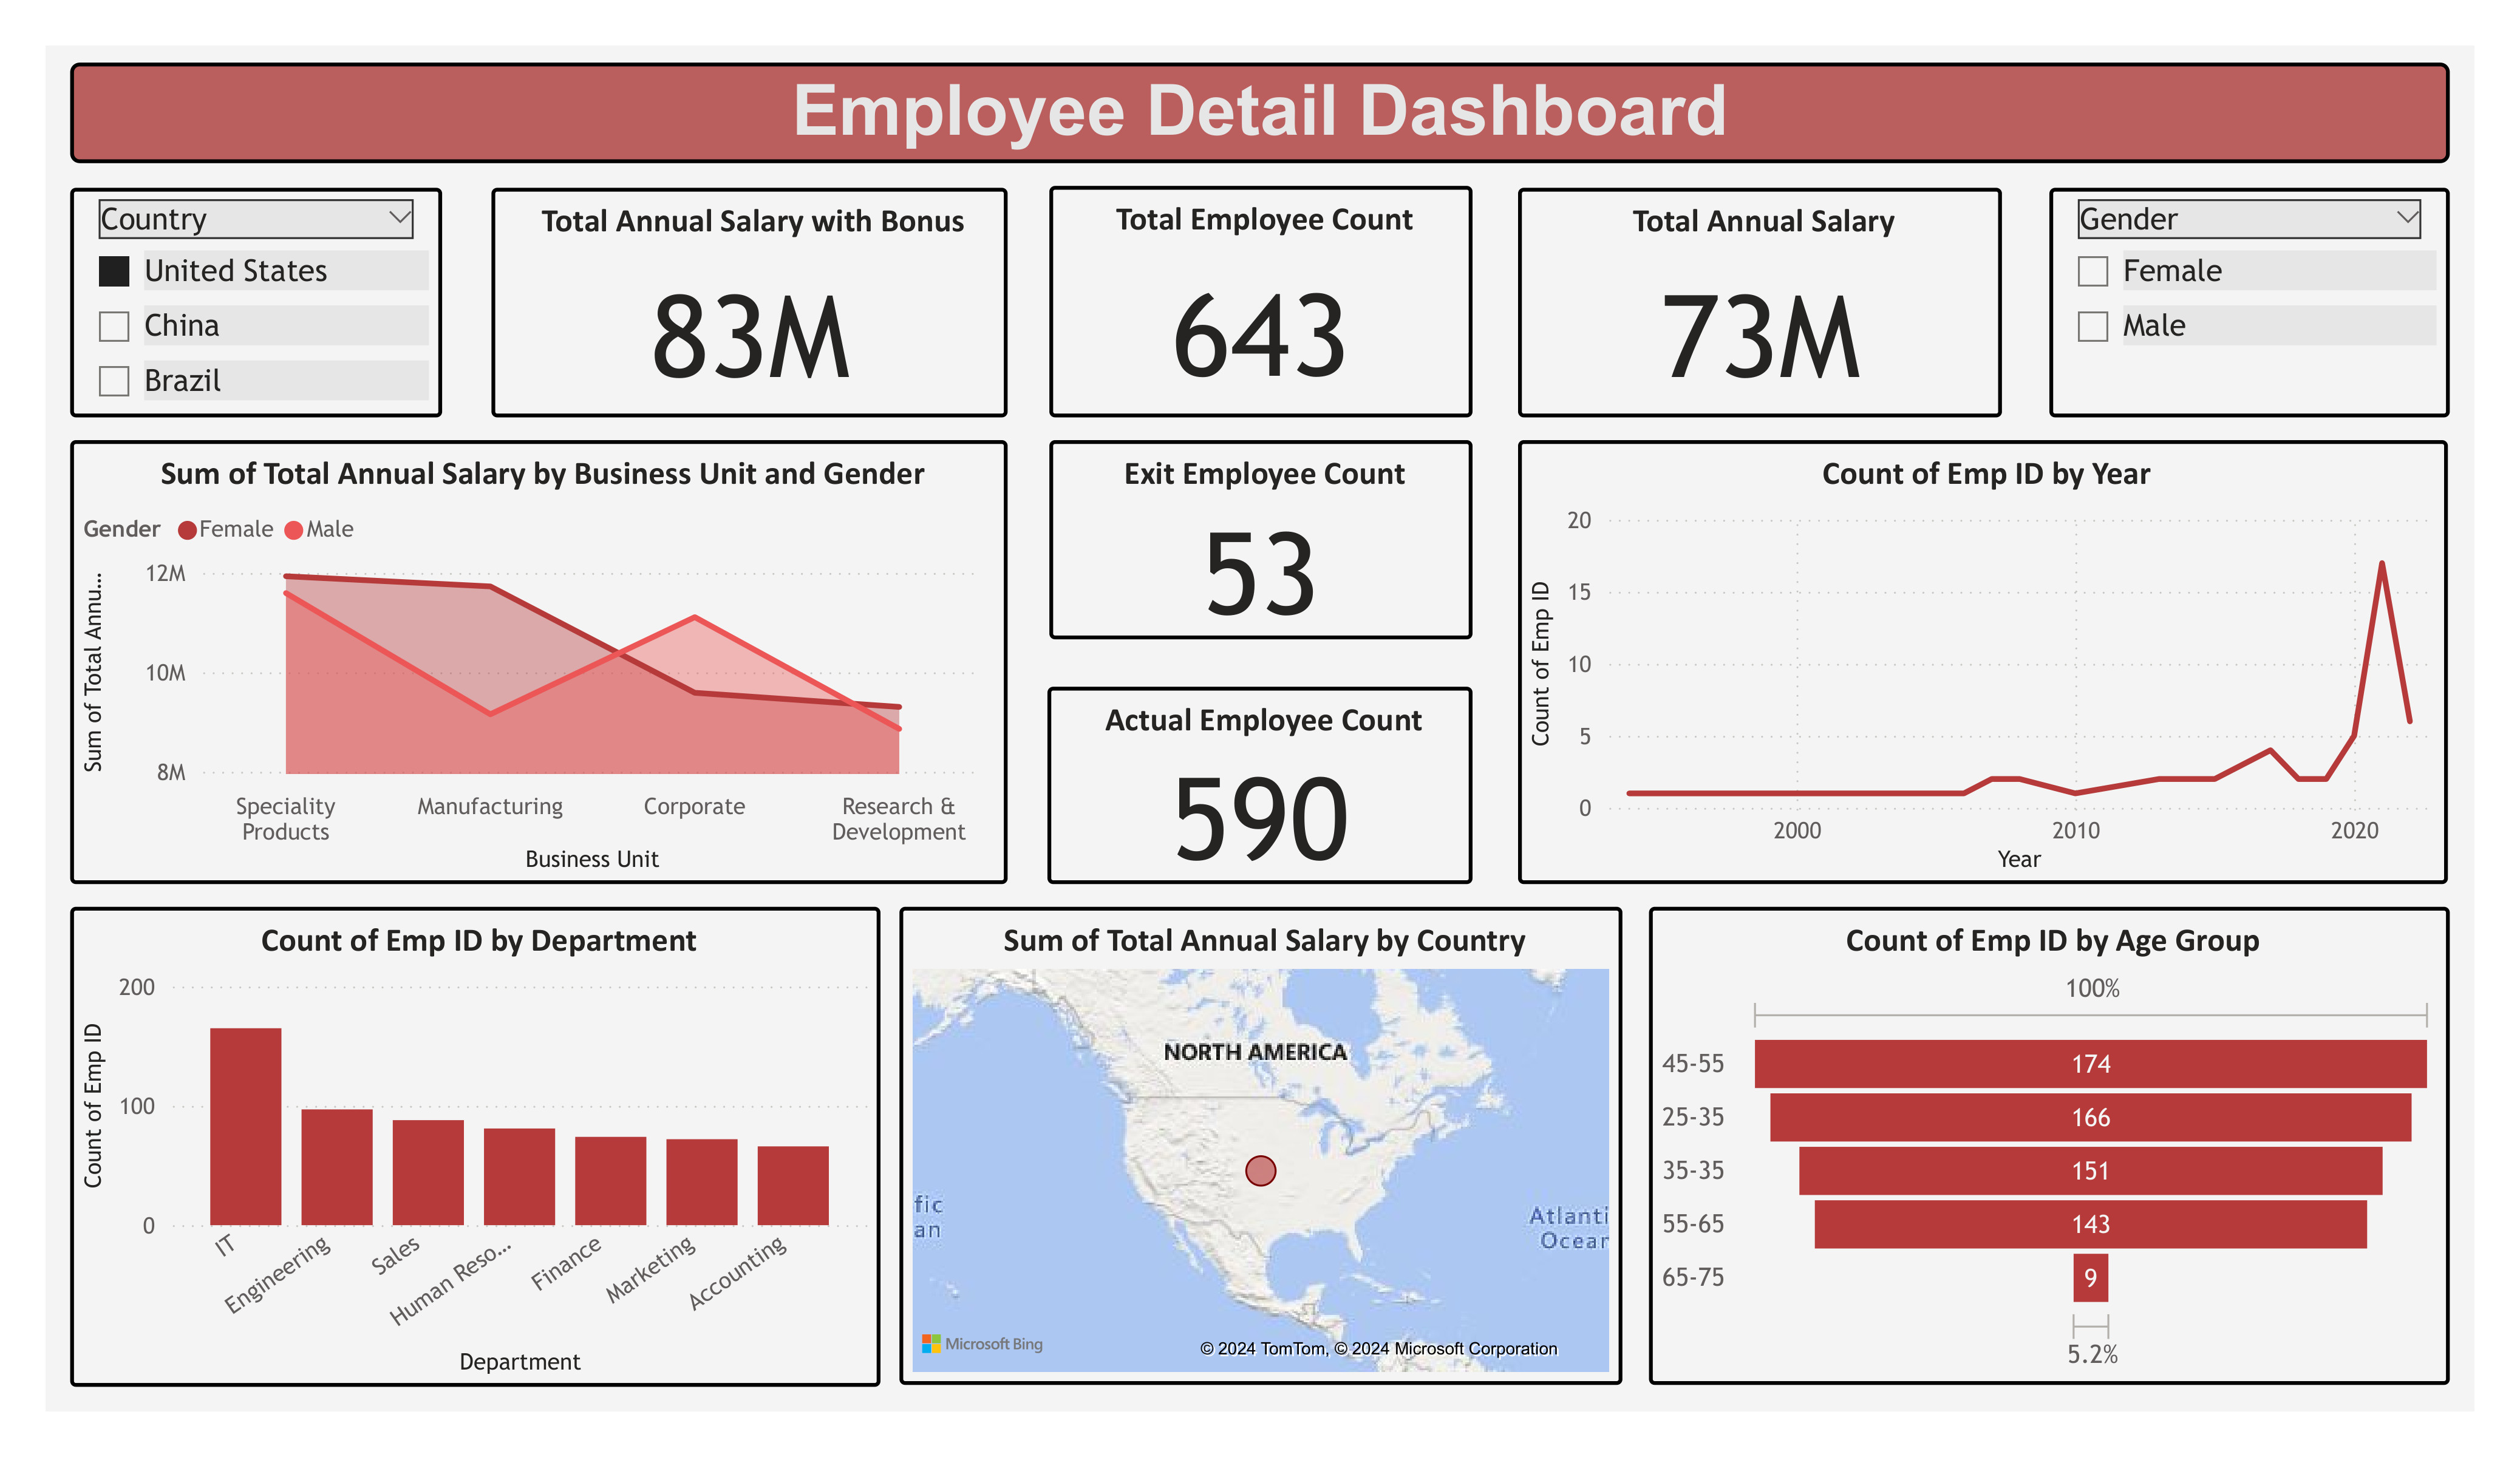 Employee Detail Dashboard
Country
United States
China
Brazil
Total Annual Salary with Bonus
83M
Total Employee Count
643
Total Annual Salary
73M
Gender
Female
Male
Sum of Total Annual Salary by Business Unit and Gender
Gender Female Male
Sum of Total Annu...
12M
10M
8M
Speciality Products
Manufacturing
Corporate
Research & Development
Business Unit
Exit Employee Count
53
Actual Employee Count
590
Count of Emp ID by Year
Count of Emp ID
20
15
10
5
0
2000 2010 2020
Year
Count of Emp ID by Department
Count of Emp ID
200
100
0
IT
Engineering
Sales
Human Reso...
Finance
Marketing
Accounting
Department
Sum of Total Annual Salary by Country
NORTH AMERICA
fic
an
Atlanti
Ocear
Microsoft Bing
© 2024 TomTom, © 2024 Microsoft Corporation
Count of Emp ID by Age Group
100%
45-55 174
25-35 166
35-35 151
55-65 143
65-75 9
5.2%